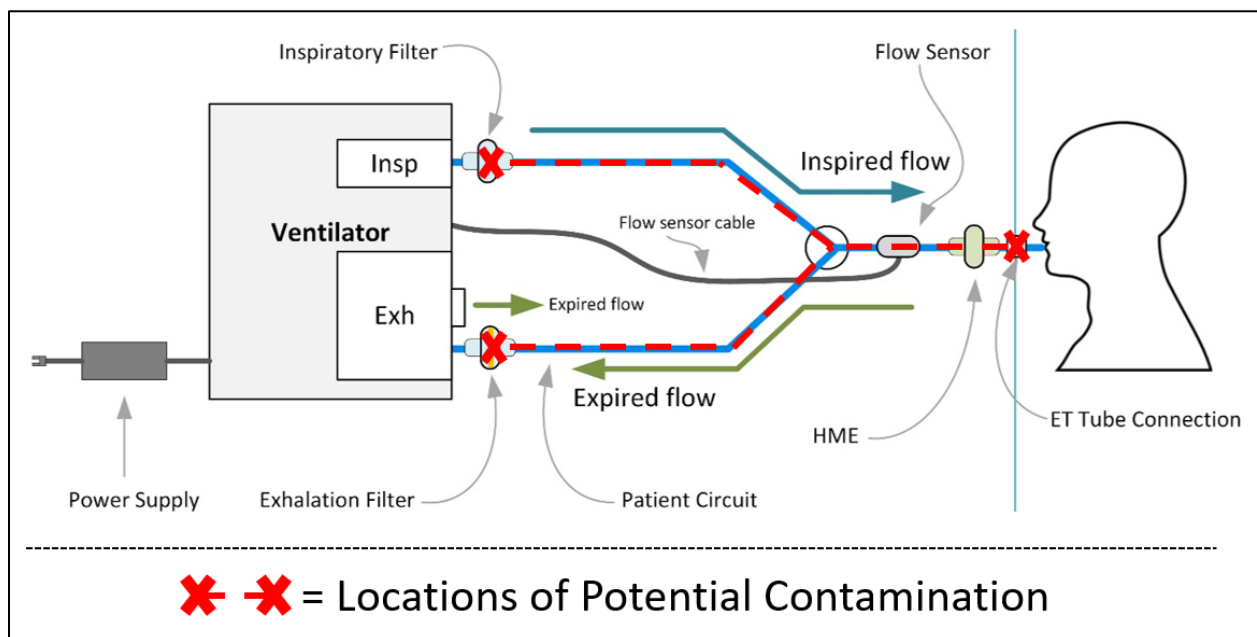 Inspiratory Filter
Flow Sensor
Insp
Inspired flow
Ventilator
Flow sensor cable
Exh
Expired flow
Expired flow
HME
ET Tube Connection
Power Supply
Exhalation Filter
Patient Circuit
= Locations of Potential Contamination